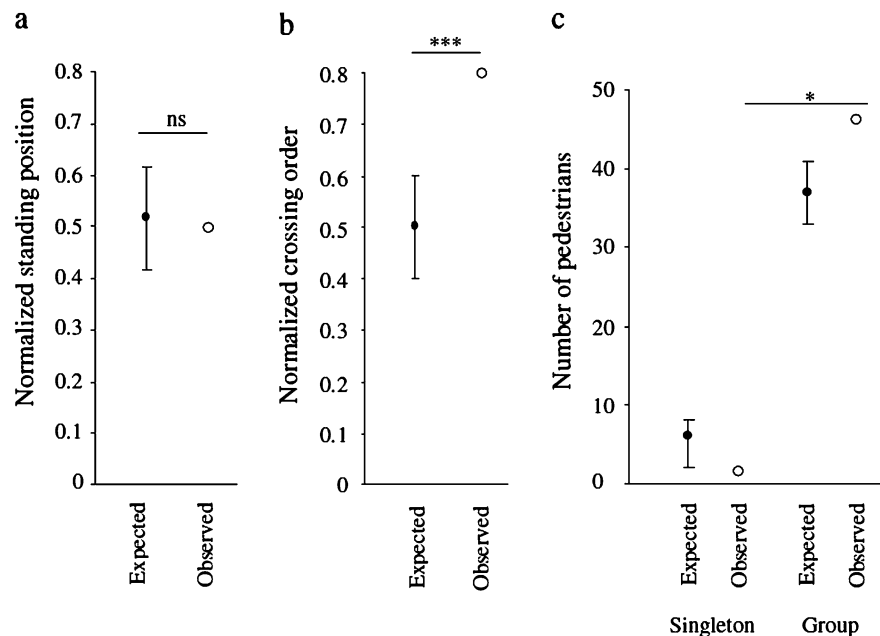 a
Normalized standing position
0.8
0.7
0.6
0.5
0.4
0.3
0.2
0.1
0
ns
Expected
Observed
b
Normalized crossing order
0.8
0.7
0.6
0.5
0.4
0.3
0.2
0.1
0
***
Expected
Observed
c
Number of pedestrians
50
40
30
20
10
0
*
Expected
Observed
Expected
Observed
Singleton
Group